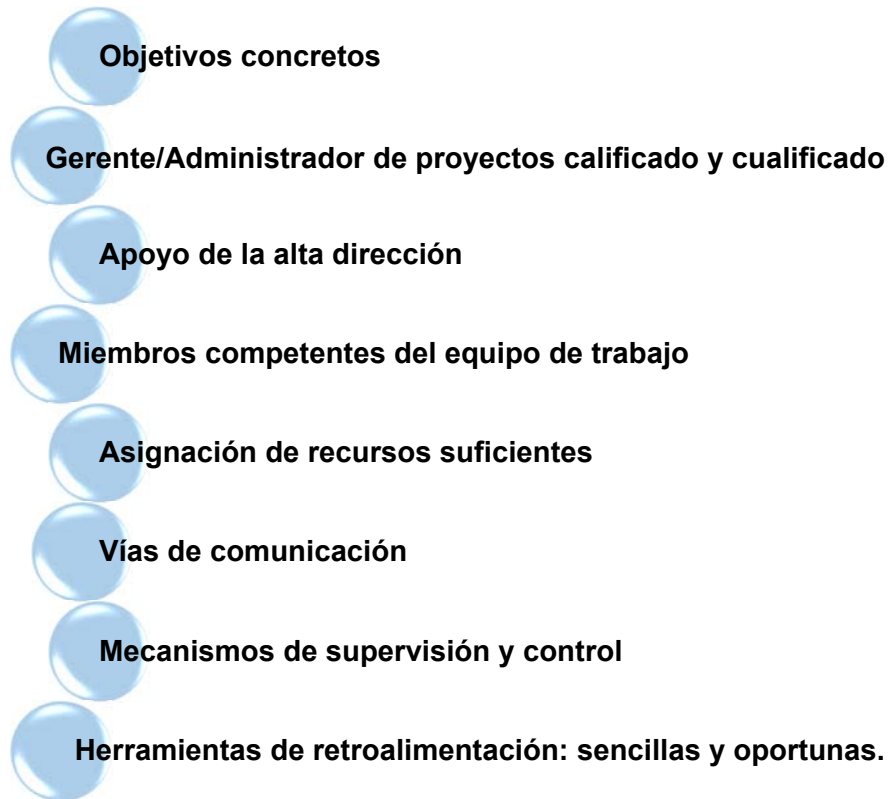 Objetivos concretos
Gerente/Administrador de proyectos calificado y cualificado
Apoyo de la alta dirección
Miembros competentes del equipo de trabajo
Asignación de recursos suficientes
Vías de comunicación
Mecanismos de supervisión y control
Herramientas de retroalimentación: sencillas y oportunas.